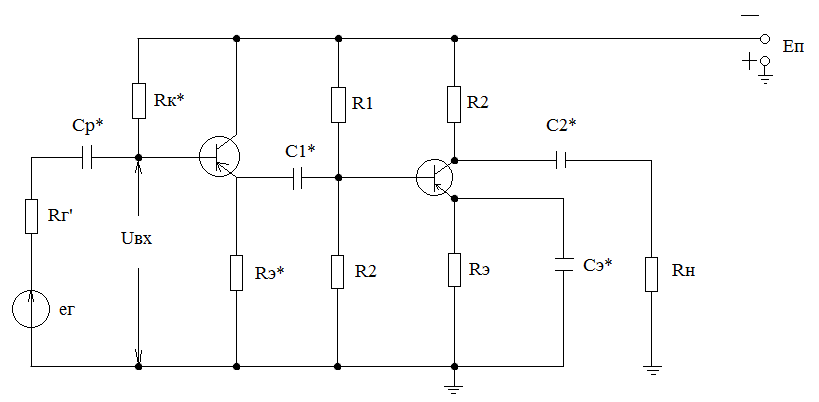 —
Eп
+
Rк*
R1
R2
Cр*
C1*
C2*
Rг'
Uвх
Rэ*
R2
Rэ
Cэ*
Rн
eг